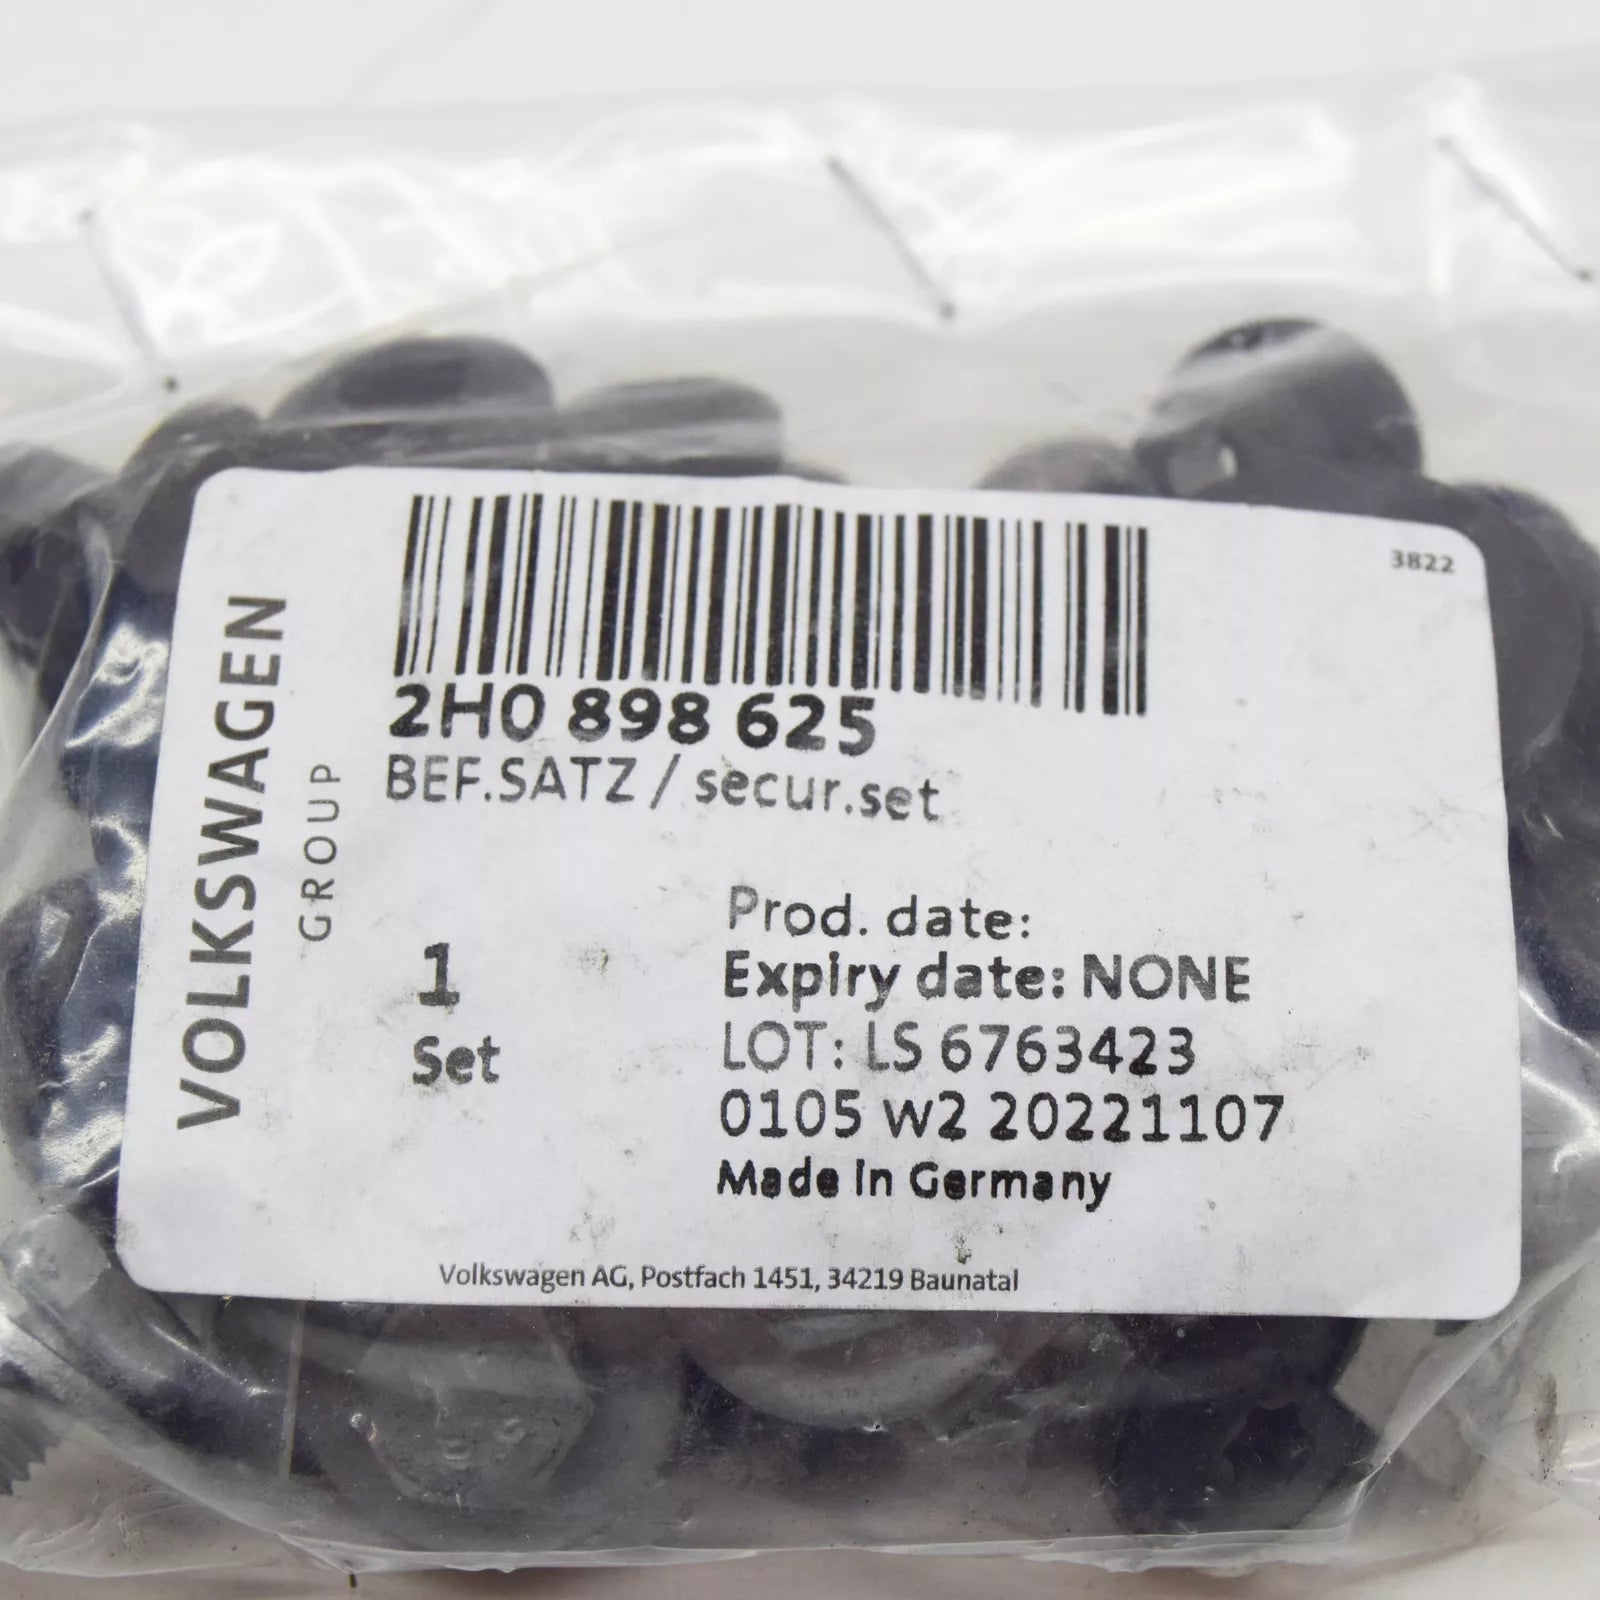 3822
VOLKSWAGEN
GROUP
2H0 898 625
BEF.SATZ / secur.set
1
Set
Prod. date:
Expiry date: NONE
LOT: LS 6763423
0105 W2 20221107
Made in Germany
Volkswagen AG, Postfach 1451, 34219 Baunatal